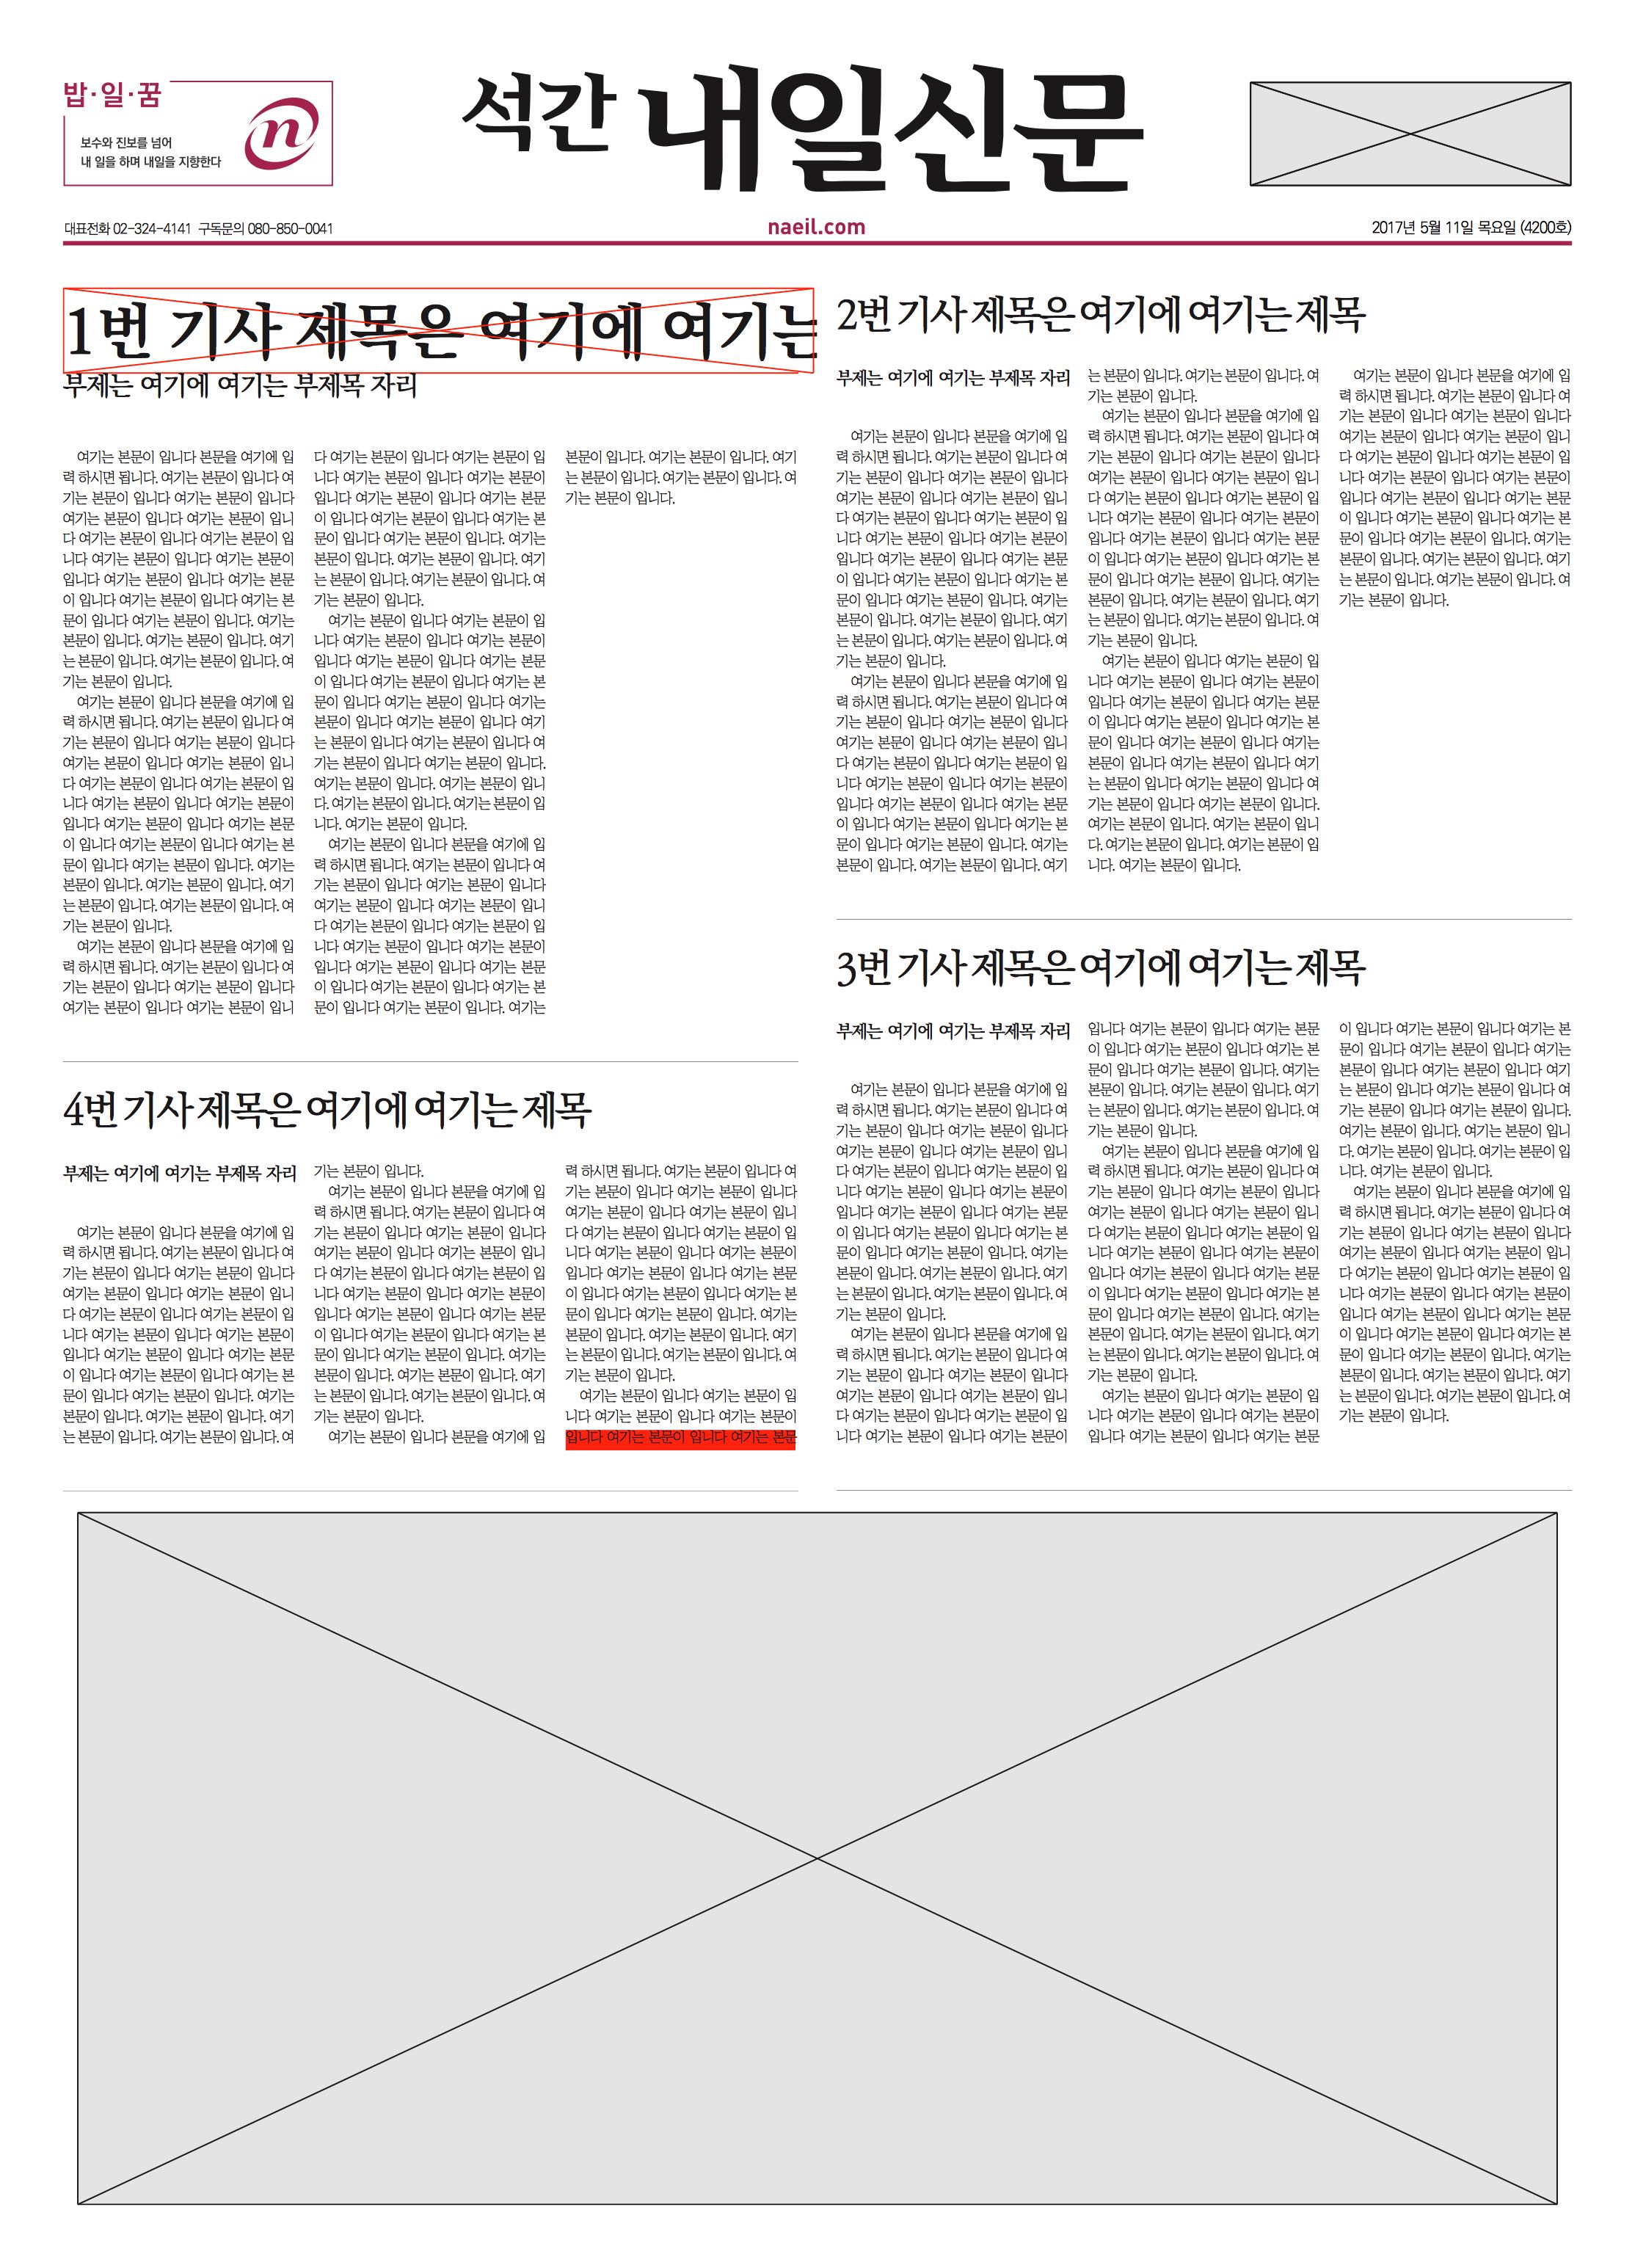 밥·일·꿈
보수와 진보를 넘어
내 일을 하며 내일을 지향한다
석간 내일신문
대표전화 02-324-4141 구독문의 080-850-0041
naeil.com
2017년 5월 11일 목요일 (4200호)
1번 기사 제목은 여기에 여기는
부제는 여기에 여기는 부제목 자리
여기는 본문이 입니다 본문을 여기에 입
력 하시면 됩니다. 여기는 본문이 입니다 여
기는 본문이 입니다 여기는 본문이 입니다
여기는 본문이 입니다 여기는 본문이 입니
다 여기는 본문이 입니다 여기는 본문이 입
니다 여기는 본문이 입니다 여기는 본문이
입니다 여기는 본문이 입니다 여기는 본문
이 입니다 여기는 본문이 입니다 여기는 본
문이 입니다 여기는 본문이 입니다. 여기는
본문이 입니다. 여기는 본문이 입니다. 여기
는 본문이 입니다. 여기는 본문이 입니다. 여
기는 본문이 입니다.
여기는 본문이 입니다 본문을 여기에 입
력 하시면 됩니다. 여기는 본문이 입니다 여
기는 본문이 입니다 여기는 본문이 입니다
여기는 본문이 입니다 여기는 본문이 입니
다 여기는 본문이 입니다 여기는 본문이 입
니다 여기는 본문이 입니다 여기는 본문이
입니다 여기는 본문이 입니다 여기는 본문
이 입니다 여기는 본문이 입니다 여기는 본
문이 입니다 여기는 본문이 입니다. 여기는
본문이 입니다. 여기는 본문이 입니다. 여기
는 본문이 입니다. 여기는 본문이 입니다. 여
기는 본문이 입니다.
여기는 본문이 입니다 본문을 여기에 입
력 하시면 됩니다. 여기는 본문이 입니다 여
기는 본문이 입니다 여기는 본문이 입니다
여기는 본문이 입니다 여기는 본문이 입니
다 여기는 본문이 입니다 여기는 본문이 입
니다 여기는 본문이 입니다 여기는 본문이
입니다 여기는 본문이 입니다 여기는 본문
이 입니다 여기는 본문이 입니다 여기는 본
문이 입니다 여기는 본문이 입니다. 여기는
본문이 입니다. 여기는 본문이 입니다. 여기
는 본문이 입니다. 여기는 본문이 입니다. 여
기는 본문이 입니다.
여기는 본문이 입니다 여기는 본문이 입
니다 여기는 본문이 입니다 여기는 본문이
입니다 여기는 본문이 입니다 여기는 본문
이 입니다 여기는 본문이 입니다 여기는 본
문이 입니다 여기는 본문이 입니다 여기는
본문이 입니다 여기는 본문이 입니다 여기
는 본문이 입니다 여기는 본문이 입니다 여
기는 본문이 입니다 여기는 본문이 입니다.
여기는 본문이 입니다. 여기는 본문이 입니
다. 여기는 본문이 입니다. 여기는 본문이 입
니다. 여기는 본문이 입니다.
여기는 본문이 입니다 본문을 여기에 입
력 하시면 됩니다. 여기는 본문이 입니다 여
기는 본문이 입니다 여기는 본문이 입니다
여기는 본문이 입니다 여기는 본문이 입니
다 여기는 본문이 입니다 여기는 본문이 입
니다 여기는 본문이 입니다 여기는 본문이
입니다 여기는 본문이 입니다 여기는 본문
이 입니다 여기는 본문이 입니다 여기는 본
문이 입니다 여기는 본문이 입니다. 여기는
본문이 입니다. 여기는 본문이 입니다. 여기
는 본문이 입니다. 여기는 본문이 입니다. 여
기는 본문이 입니다.
2번 기사 제목은 여기에 여기는 제목
부제는 여기에 여기는 부제목 자리
여기는 본문이 입니다 본문을 여기에 입
력 하시면 됩니다. 여기는 본문이 입니다 여
기는 본문이 입니다 여기는 본문이 입니다
여기는 본문이 입니다 여기는 본문이 입니
다 여기는 본문이 입니다 여기는 본문이 입
니다 여기는 본문이 입니다 여기는 본문이
입니다 여기는 본문이 입니다 여기는 본문
이 입니다 여기는 본문이 입니다 여기는 본
문이 입니다 여기는 본문이 입니다. 여기는
본문이 입니다. 여기는 본문이 입니다. 여기
는 본문이 입니다. 여기는 본문이 입니다. 여
기는 본문이 입니다.
여기는 본문이 입니다 본문을 여기에 입
력 하시면 됩니다. 여기는 본문이 입니다 여
기는 본문이 입니다 여기는 본문이 입니다
여기는 본문이 입니다 여기는 본문이 입니
다 여기는 본문이 입니다 여기는 본문이 입
니다 여기는 본문이 입니다 여기는 본문이
입니다 여기는 본문이 입니다 여기는 본문
이 입니다 여기는 본문이 입니다 여기는 본
문이 입니다 여기는 본문이 입니다. 여기는
본문이 입니다. 여기는 본문이 입니다. 여기
는 본문이 입니다. 여기는 본문이 입니다. 여
기는 본문이 입니다.
여기는 본문이 입니다 본문을 여기에 입
력 하시면 됩니다. 여기는 본문이 입니다 여
기는 본문이 입니다 여기는 본문이 입니다
여기는 본문이 입니다 여기는 본문이 입니
다 여기는 본문이 입니다 여기는 본문이 입
니다 여기는 본문이 입니다 여기는 본문이
입니다 여기는 본문이 입니다 여기는 본문
이 입니다 여기는 본문이 입니다 여기는 본
문이 입니다 여기는 본문이 입니다. 여기는
본문이 입니다. 여기는 본문이 입니다. 여기
는 본문이 입니다. 여기는 본문이 입니다. 여
기는 본문이 입니다.
여기는 본문이 입니다 여기는 본문이 입
니다 여기는 본문이 입니다 여기는 본문이
입니다 여기는 본문이 입니다 여기는 본문
이 입니다 여기는 본문이 입니다 여기는 본
문이 입니다 여기는 본문이 입니다 여기는
본문이 입니다 여기는 본문이 입니다 여기
는 본문이 입니다 여기는 본문이 입니다 여
기는 본문이 입니다 여기는 본문이 입니다.
여기는 본문이 입니다. 여기는 본문이 입니
다. 여기는 본문이 입니다. 여기는 본문이 입
니다. 여기는 본문이 입니다.
여기는 본문이 입니다 본문을 여기에 입
력 하시면 됩니다. 여기는 본문이 입니다 여
기는 본문이 입니다 여기는 본문이 입니다
여기는 본문이 입니다 여기는 본문이 입니
다 여기는 본문이 입니다 여기는 본문이 입
니다 여기는 본문이 입니다 여기는 본문이
입니다 여기는 본문이 입니다 여기는 본문
이 입니다 여기는 본문이 입니다 여기는 본
문이 입니다 여기는 본문이 입니다. 여기는
본문이 입니다. 여기는 본문이 입니다. 여기
는 본문이 입니다. 여기는 본문이 입니다. 여
기는 본문이 입니다.
3번 기사 제목은 여기에 여기는 제목
부제는 여기에 여기는 부제목 자리
여기는 본문이 입니다 본문을 여기에 입
력 하시면 됩니다. 여기는 본문이 입니다 여
기는 본문이 입니다 여기는 본문이 입니다
여기는 본문이 입니다 여기는 본문이 입니
다 여기는 본문이 입니다 여기는 본문이 입
니다 여기는 본문이 입니다 여기는 본문이
입니다 여기는 본문이 입니다 여기는 본문
이 입니다 여기는 본문이 입니다 여기는 본
문이 입니다 여기는 본문이 입니다. 여기는
본문이 입니다. 여기는 본문이 입니다. 여기
는 본문이 입니다. 여기는 본문이 입니다. 여
기는 본문이 입니다.
여기는 본문이 입니다 본문을 여기에 입
력 하시면 됩니다. 여기는 본문이 입니다 여
기는 본문이 입니다 여기는 본문이 입니다
여기는 본문이 입니다 여기는 본문이 입니
다 여기는 본문이 입니다 여기는 본문이 입
니다 여기는 본문이 입니다 여기는 본문이
입니다 여기는 본문이 입니다 여기는 본문
이 입니다 여기는 본문이 입니다 여기는 본
문이 입니다 여기는 본문이 입니다. 여기는
본문이 입니다. 여기는 본문이 입니다. 여기
는 본문이 입니다. 여기는 본문이 입니다. 여
기는 본문이 입니다.
여기는 본문이 입니다 본문을 여기에 입
력 하시면 됩니다. 여기는 본문이 입니다 여
기는 본문이 입니다 여기는 본문이 입니다
여기는 본문이 입니다 여기는 본문이 입니
다 여기는 본문이 입니다 여기는 본문이 입
니다 여기는 본문이 입니다 여기는 본문이
입니다 여기는 본문이 입니다 여기는 본문
이 입니다 여기는 본문이 입니다 여기는 본
문이 입니다 여기는 본문이 입니다. 여기는
본문이 입니다. 여기는 본문이 입니다. 여기
는 본문이 입니다. 여기는 본문이 입니다. 여
기는 본문이 입니다.
여기는 본문이 입니다 여기는 본문이 입
니다 여기는 본문이 입니다 여기는 본문이
입니다 여기는 본문이 입니다 여기는 본문
이 입니다 여기는 본문이 입니다 여기는 본
문이 입니다 여기는 본문이 입니다 여기는
본문이 입니다 여기는 본문이 입니다 여기
는 본문이 입니다 여기는 본문이 입니다 여
기는 본문이 입니다 여기는 본문이 입니다.
여기는 본문이 입니다. 여기는 본문이 입니
다. 여기는 본문이 입니다. 여기는 본문이 입
니다. 여기는 본문이 입니다.
여기는 본문이 입니다 본문을 여기에 입
력 하시면 됩니다. 여기는 본문이 입니다 여
기는 본문이 입니다 여기는 본문이 입니다
여기는 본문이 입니다 여기는 본문이 입니
다 여기는 본문이 입니다 여기는 본문이 입
니다 여기는 본문이 입니다 여기는 본문이
입니다 여기는 본문이 입니다 여기는 본문
이 입니다 여기는 본문이 입니다 여기는 본
문이 입니다 여기는 본문이 입니다. 여기는
본문이 입니다. 여기는 본문이 입니다. 여기
는 본문이 입니다. 여기는 본문이 입니다. 여
기는 본문이 입니다.
4번 기사 제목은 여기에 여기는 제목
부제는 여기에 여기는 부제목 자리
여기는 본문이 입니다 본문을 여기에 입
력 하시면 됩니다. 여기는 본문이 입니다 여
기는 본문이 입니다 여기는 본문이 입니다
여기는 본문이 입니다 여기는 본문이 입니
다 여기는 본문이 입니다 여기는 본문이 입
니다 여기는 본문이 입니다 여기는 본문이
입니다 여기는 본문이 입니다 여기는 본문
이 입니다 여기는 본문이 입니다 여기는 본
문이 입니다 여기는 본문이 입니다. 여기는
본문이 입니다. 여기는 본문이 입니다. 여기
는 본문이 입니다. 여기는 본문이 입니다. 여
기는 본문이 입니다.
여기는 본문이 입니다 본문을 여기에 입
력 하시면 됩니다. 여기는 본문이 입니다 여
기는 본문이 입니다 여기는 본문이 입니다
여기는 본문이 입니다 여기는 본문이 입니
다 여기는 본문이 입니다 여기는 본문이 입
니다 여기는 본문이 입니다 여기는 본문이
입니다 여기는 본문이 입니다 여기는 본문
이 입니다 여기는 본문이 입니다 여기는 본
문이 입니다 여기는 본문이 입니다. 여기는
본문이 입니다. 여기는 본문이 입니다. 여기
는 본문이 입니다. 여기는 본문이 입니다. 여
기는 본문이 입니다.
여기는 본문이 입니다 본문을 여기에 입
력 하시면 됩니다. 여기는 본문이 입니다 여
기는 본문이 입니다 여기는 본문이 입니다
여기는 본문이 입니다 여기는 본문이 입니
다 여기는 본문이 입니다 여기는 본문이 입
니다 여기는 본문이 입니다 여기는 본문이
입니다 여기는 본문이 입니다 여기는 본문
이 입니다 여기는 본문이 입니다 여기는 본
문이 입니다 여기는 본문이 입니다. 여기는
본문이 입니다. 여기는 본문이 입니다. 여기
는 본문이 입니다. 여기는 본문이 입니다. 여
기는 본문이 입니다.
여기는 본문이 입니다 여기는 본문이 입
니다 여기는 본문이 입니다 여기는 본문이
입니다 여기는 본문이 입니다 여기는 본문